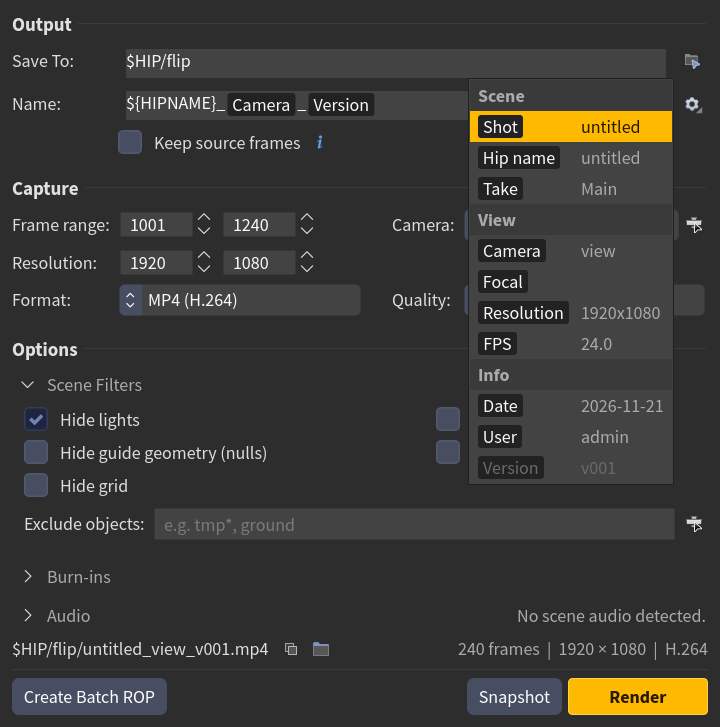 Output
Save To: $HIP/flip
Name: ${HIPNAME}_ Camera _ Version
Scene
Shot untitled
Hip name untitled
Take Main
View
Camera view
Focal
Resolution 1920x1080
FPS 24.0
Info
Date 2026-11-21
User admin
Version v001
Keep source frames i
Capture
Frame range: 1001 1240 Camera:
Resolution: 1920 1080
Format: MP4 (H.264) Quality:
Options
Scene Filters
Hide lights
Hide guide geometry (nulls)
Hide grid
Exclude objects: e.g. tmp*, ground
Burn-ins
Audio No scene audio detected.
$HIP/flip/untitled_view_v001.mp4 240 frames | 1920 × 1080 | H.264
Create Batch ROP Snapshot Render